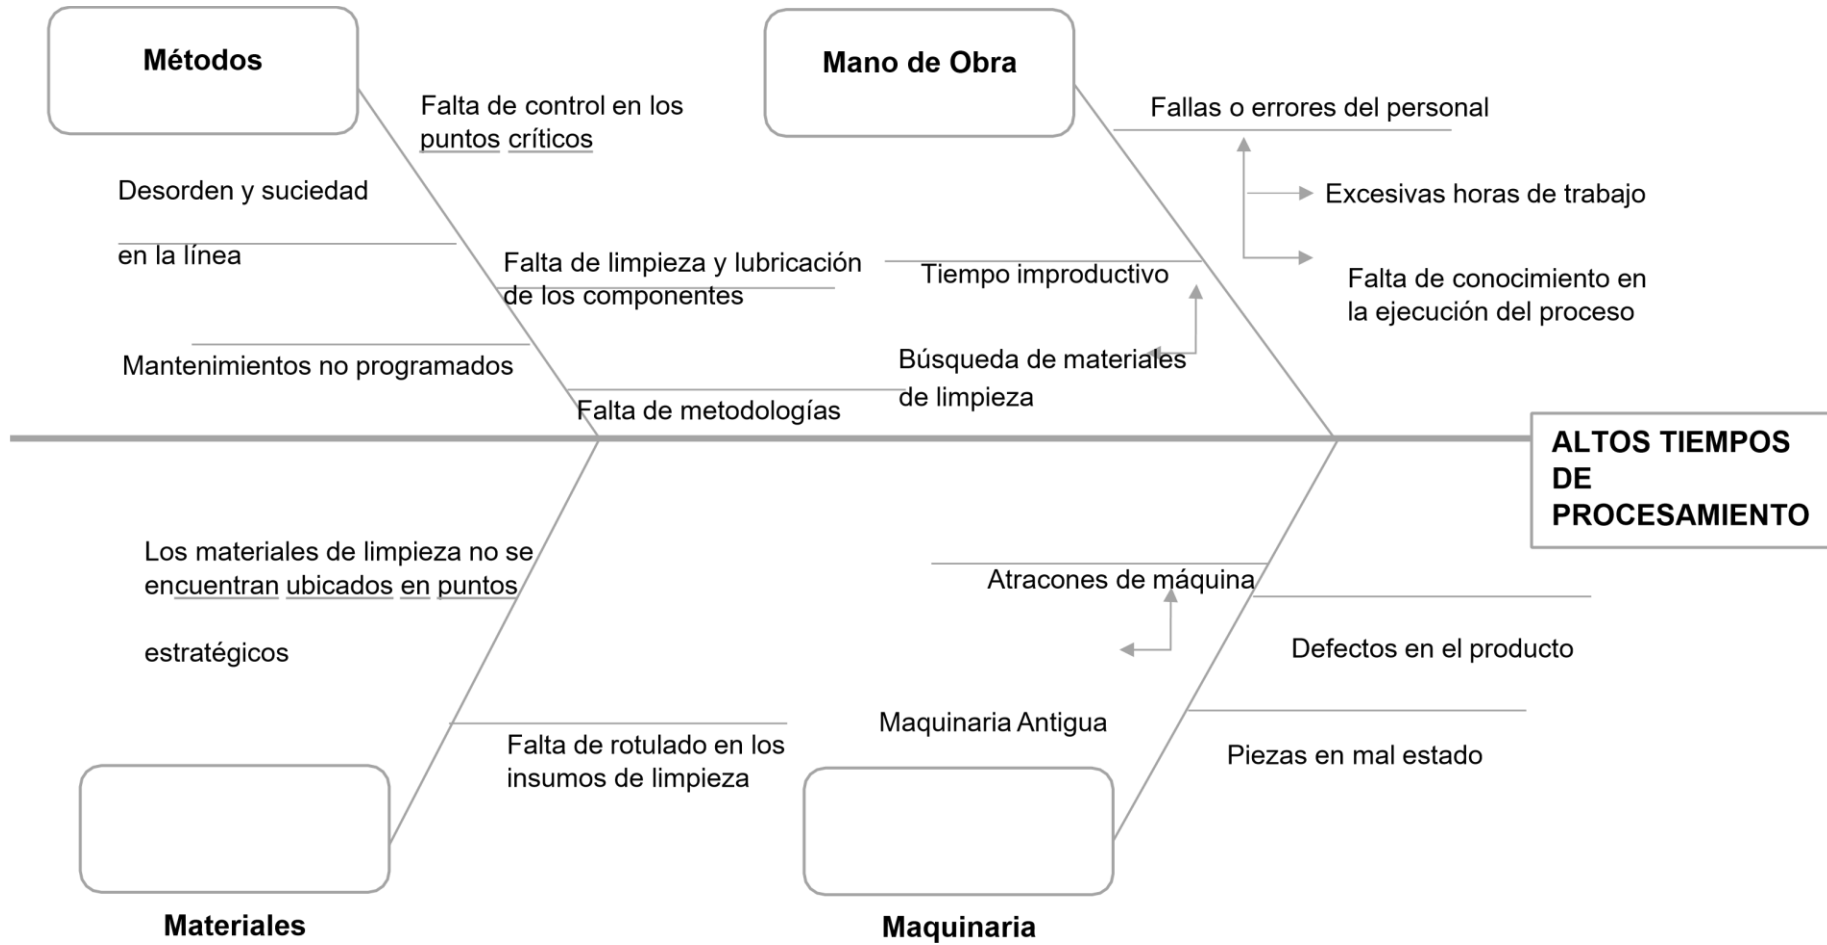 Métodos
Mano de Obra
Falta de control en los
puntos críticos
Fallas o errores del personal
Desorden y suciedad
en la línea
Excesivas horas de trabajo
Falta de limpieza y lubricación
de los componentes
Tiempo improductivo
Falta de conocimiento en
la ejecución del proceso
Mantenimientos no programados
Búsqueda de materiales
de limpieza
Falta de metodologías
ALTOS TIEMPOS
DE
PROCESAMIENTO
Los materiales de limpieza no se
encuentran ubicados en puntos
estratégicos
Atracones de máquina
Defectos en el producto
Maquinaria Antigua
Falta de rotulado en los
insumos de limpieza
Piezas en mal estado
Materiales
Maquinaria